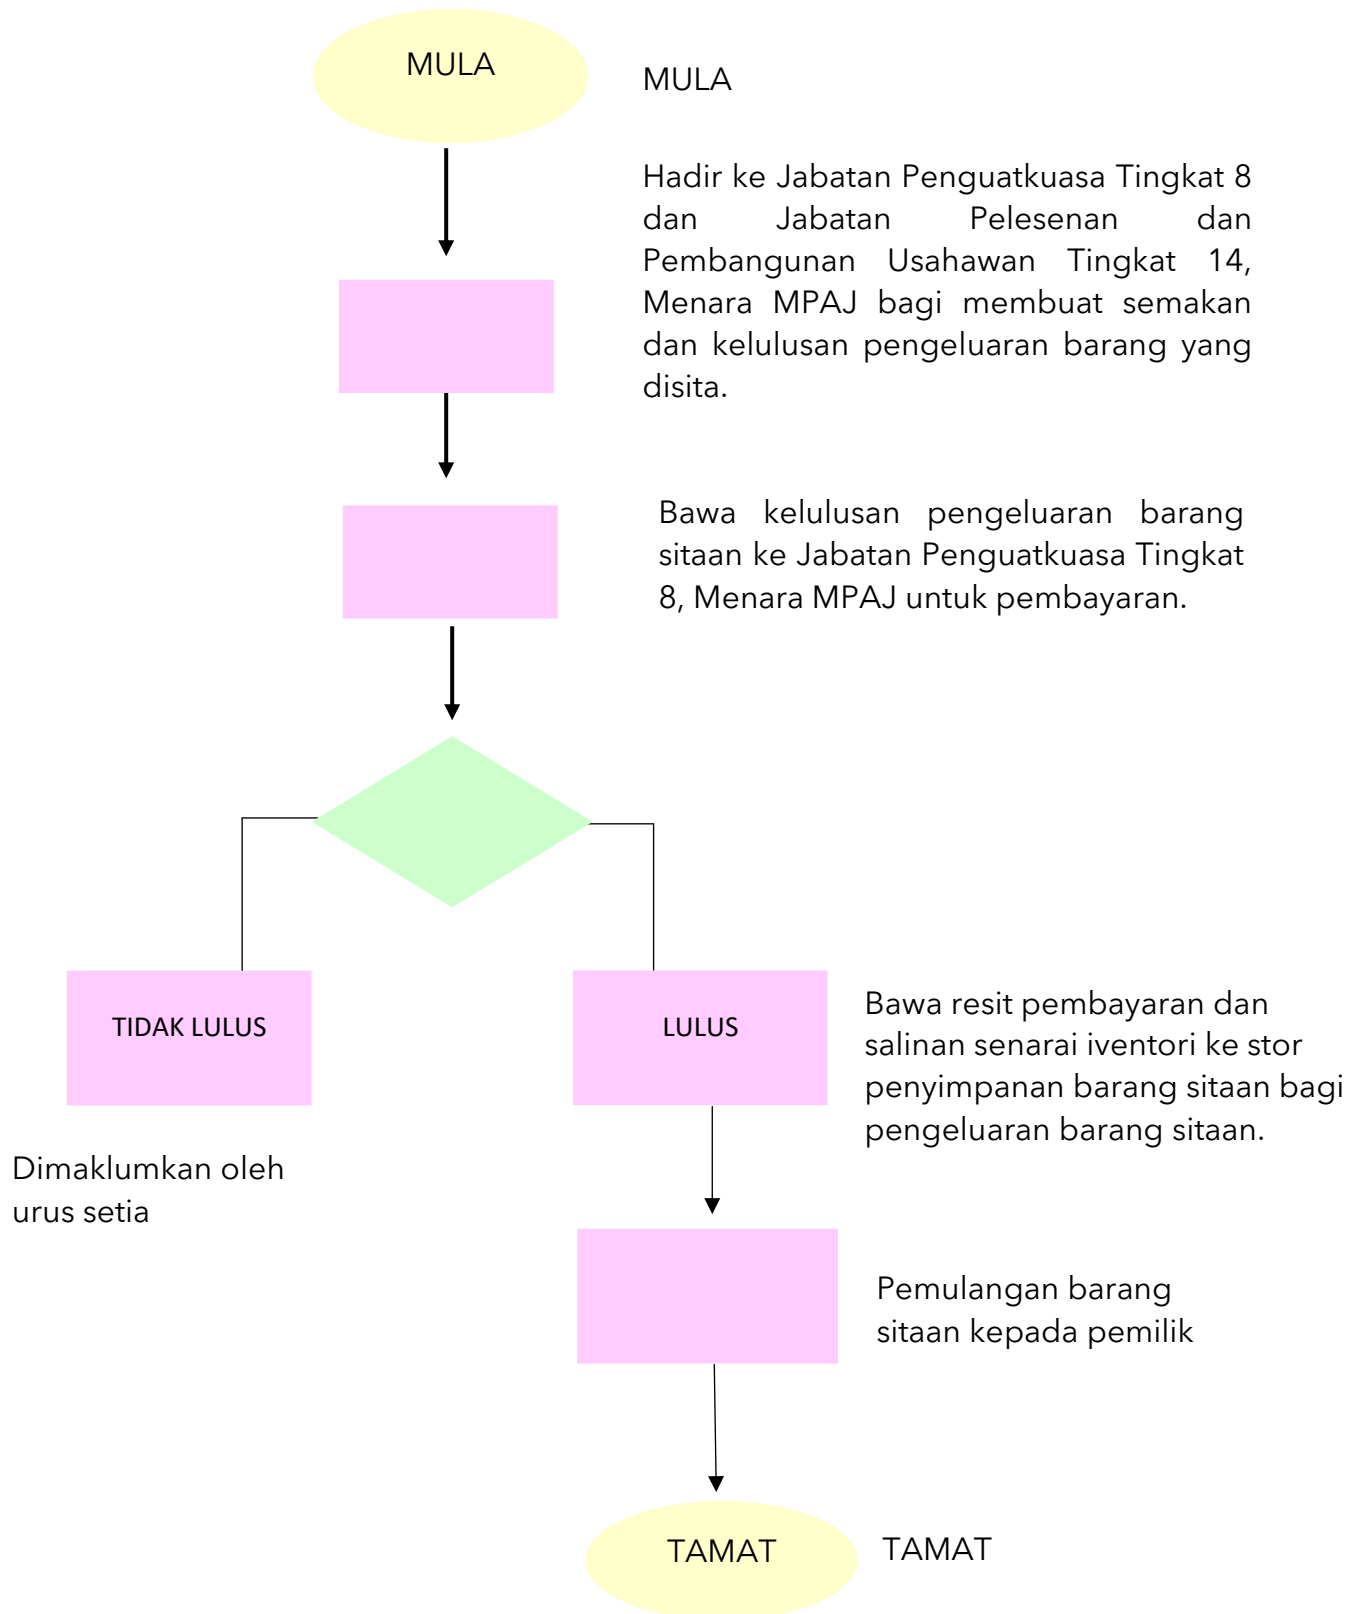 MULA
MULA
Hadir ke Jabatan Penguatkuasa Tingkat 8
dan Jabatan Pelesenan dan
Pembangunan Usahawan Tingkat 14,
Menara MPAJ bagi membuat semakan
dan kelulusan pengeluaran barang yang
disita.
Bawa kelulusan pengeluaran barang
sitaan ke Jabatan Penguatkuasa Tingkat
8, Menara MPAJ untuk pembayaran.
TIDAK LULUS
LULUS
Bawa resit pembayaran dan
salinan senarai iventori ke stor
penyimpanan barang sitaan bagi
pengeluaran barang sitaan.
Dimaklumkan oleh
urus setia
Pemulangan barang
sitaan kepada pemilik
TAMAT
TAMAT